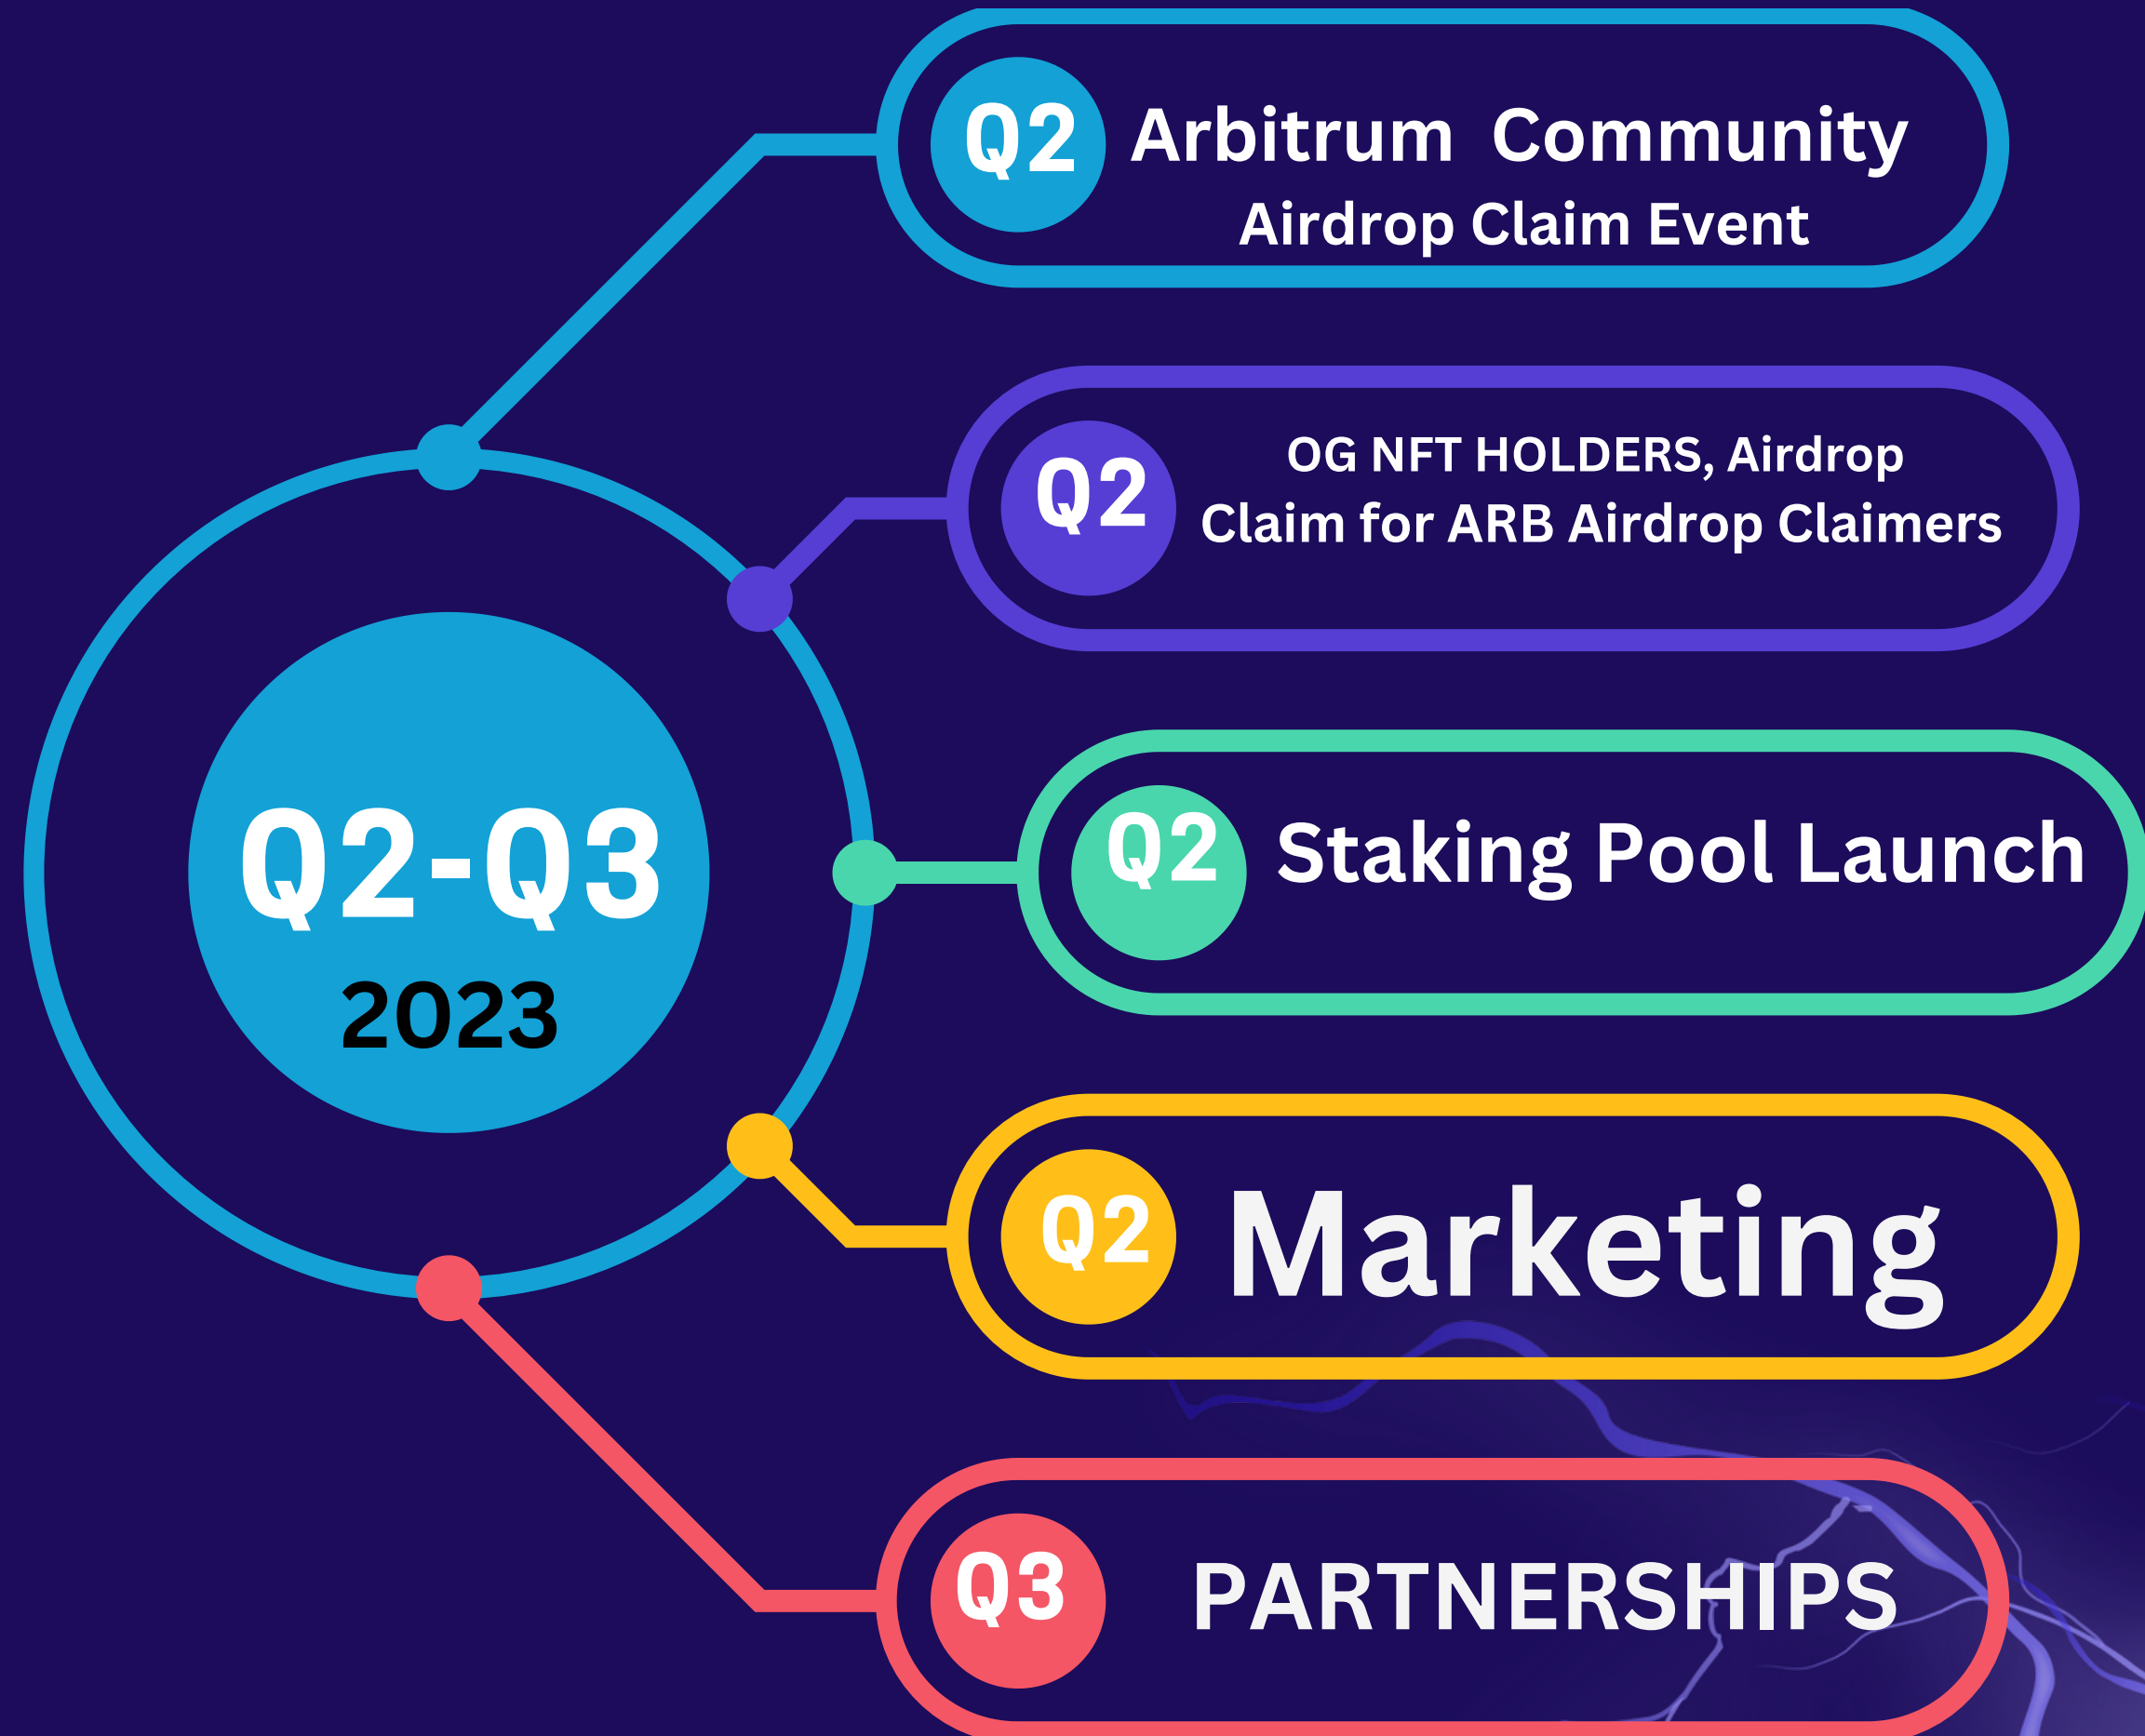 Q2
Arbitrum Community
Airdrop Claim Event
Q2
OG NFT HOLDERS, Airdrop
Claim for ARB Airdrop Claimers
Q2-Q3
2023
Q2
Staking Pool Launch
Q2
Marketing
Q3
PARTNERSHIPS